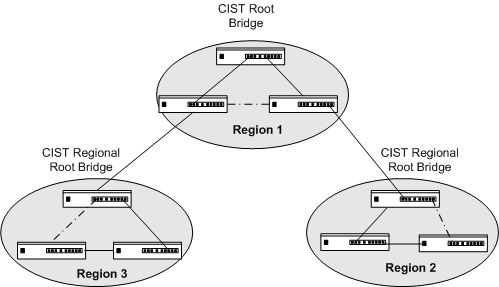 CIST Root
Bridge
Region 1
CIST Regional
Root Bridge
CIST Regional
Root Bridge
Region 3
Region 2